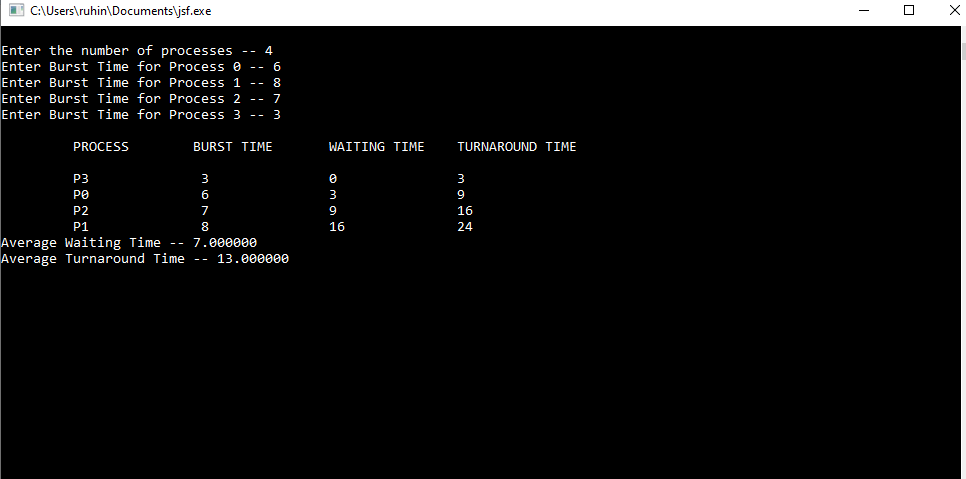 C:\Users\ruhin\Documents\jsf.exe
Enter the number of processes -- 4
Enter Burst Time for Process 0 -- 6
Enter Burst Time for Process 1 -- 8
Enter Burst Time for Process 2 -- 7
Enter Burst Time for Process 3 -- 3
PROCESS BURST TIME WAITING TIME TURNAROUND TIME
P3 3 0 3
P0 6 3 9
P2 7 9 16
P1 8 16 24
Average Waiting Time -- 7.000000
Average Turnaround Time -- 13.000000